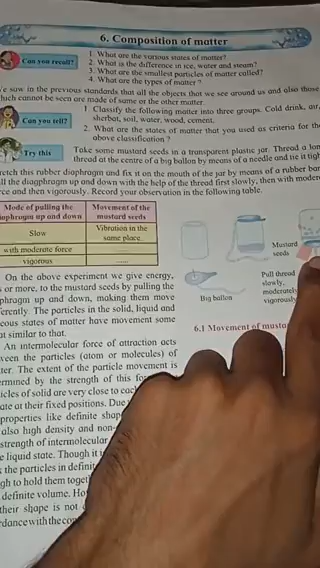 6. Composition of matter
Can you recall?
1. What are the various states of matter?
2. What is the difference in ice, water and steam?
3. What are the smallest particles of matter called?
4. What are the types of matter ?
e saw in the previous standards that all the objects that we see around us and also those
hich cannot be seen are made of same or the other matter.
Can you tell?
1. Classify the following matter into three groups. Cold drink, air,
sherbat, soil, water, wood, cement.
2. What are the states of matter that you used as criteria for the
above classification ?
Try this
Take some mustard seeds in a transparent plastic jar. Thread a lon
thread at the centre of a big ballon by means of a needle and tie it tigh
retch this diaphragm and fix it on the mouth of the jar by means of a rubber ban
ll the diaphragm up and down with the help of the thread first slowly, then with modera
rce and then vigorously. Record your observation in the following table.
Mode of pulling the
iaphragm up and down
Movement of the
mustard seeds
Slow
Vibration in the
same place
with moderate force
vigorous
......
Mustard
seeds
Big ballon
Pull thread
slowly,
moderately
vigorously
6.1 Movement of musta
On the above experiment we give energy,
s or more, to the mustard seeds by pulling the
phragm up and down, making them move
ferently. The particles in the solid, liquid and
eous states of matter have movement some
at similar to that.
An intermolecular force of attraction acts
ween the particles (atom or molecules) of
ter. The extent of the particle movement is
ermined by the strength of this for
icles of solid are very close to eac
ate at their fixed positions. Due
properties like definite shap
also high density and non-
strength of intermolecular
e liquid state. Though it i
the particles in definit
gh to hold them toget
definite volume. Ho
their shape is not
rdance with the con